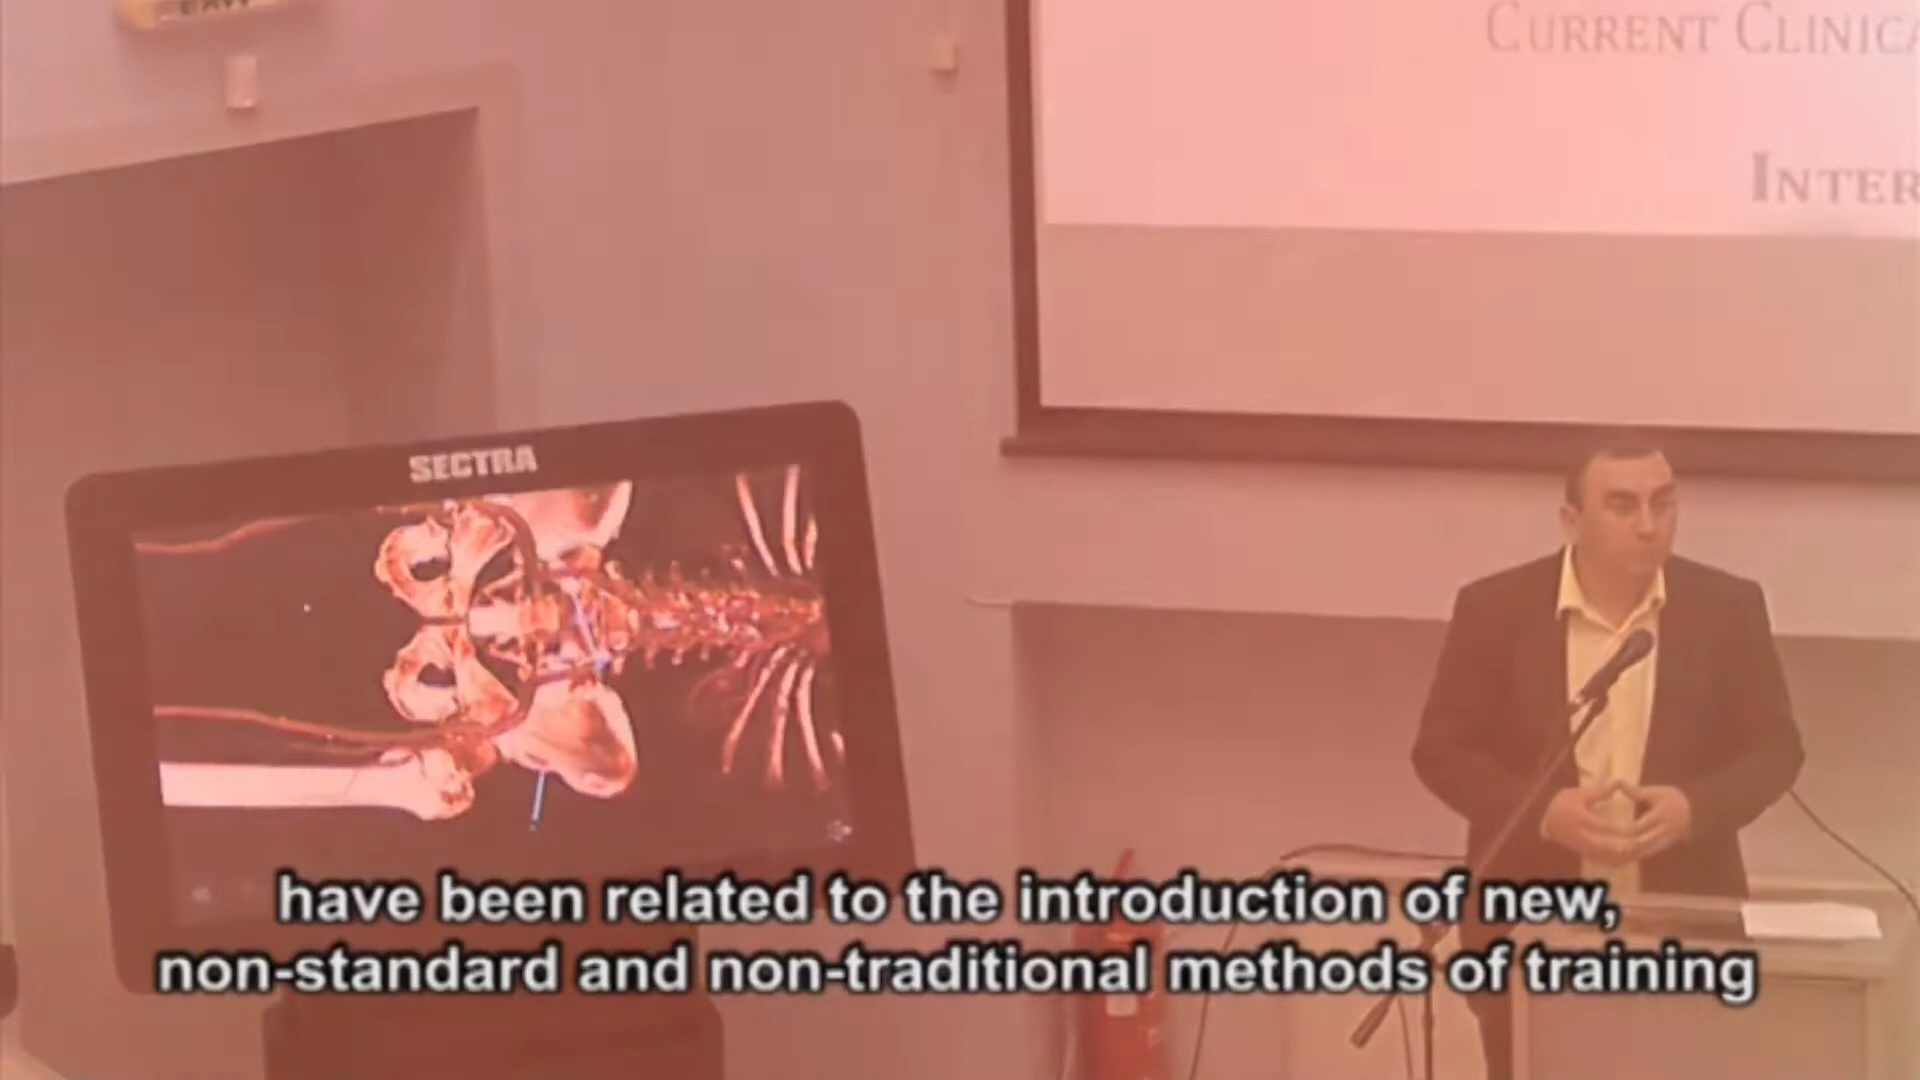 EXIT
CURRENT CLINICA
INTER
SECTRA
have been related to the introduction of new,
non-standard and non-traditional methods of training